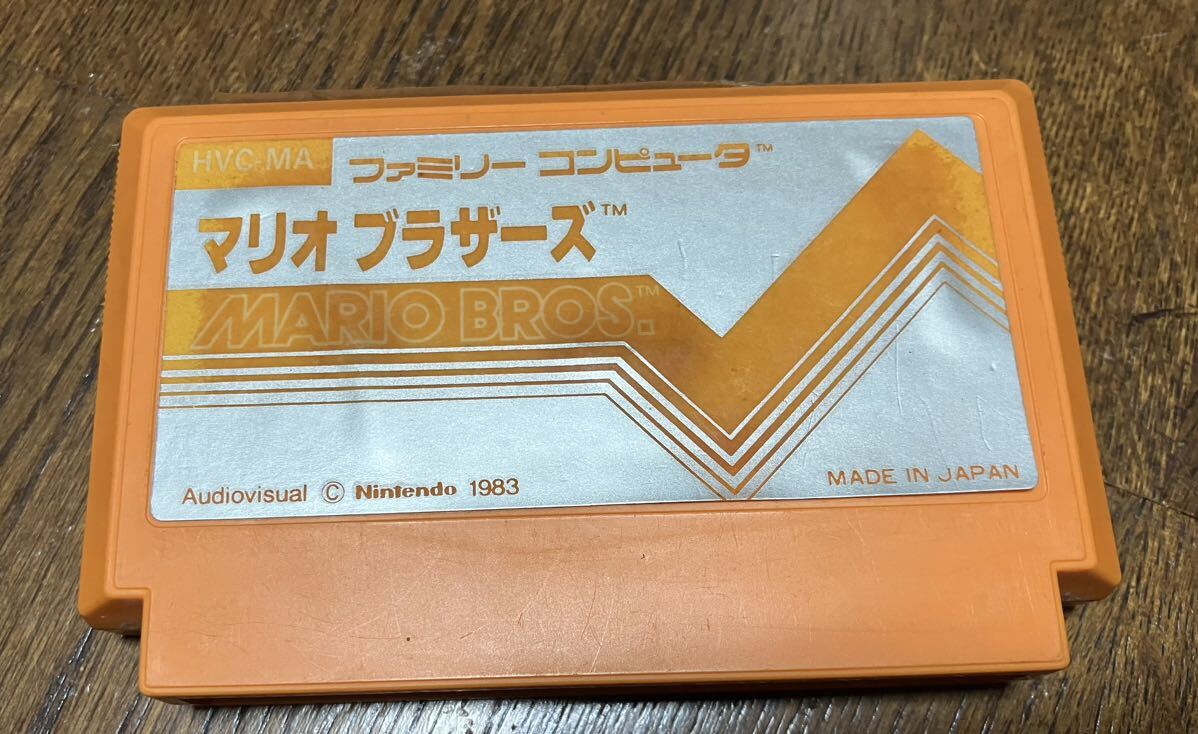 HVC-MA
ファミリー コンピュータ™
マリオ ブラザーズ™
MARIO BROS.™
Audiovisual © Nintendo 1983
MADE IN JAPAN